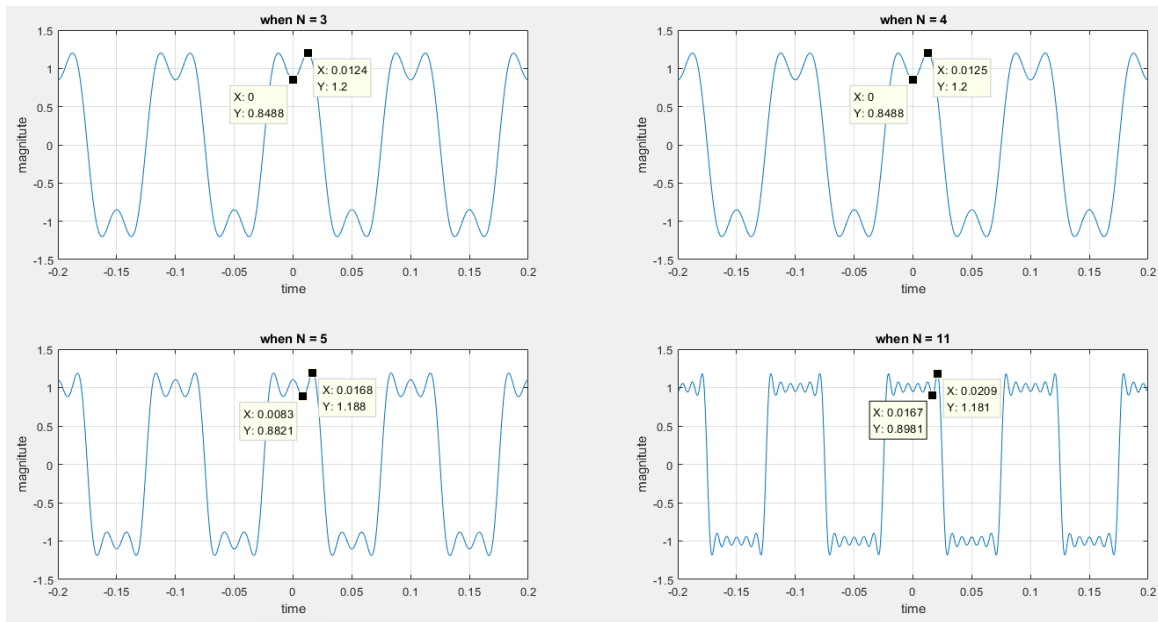 when N = 3
1.5
1
0.5
0
-0.5
-1
-1.5
magnitute
X: 0.0124
Y: 1.2
X: 0
Y: 0.8488
-0.2
-0.15
-0.1
-0.05
0
0.05
0.1
0.15
0.2
time
when N = 4
1.5
1
0.5
0
-0.5
-1
-1.5
magnitute
X: 0.0125
Y: 1.2
X: 0
Y: 0.8488
-0.2
-0.15
-0.1
-0.05
0
0.05
0.1
0.15
0.2
time
when N = 5
1.5
1
0.5
0
-0.5
-1
-1.5
magnitute
X: 0.0168
Y: 1.188
X: 0.0083
Y: 0.8821
-0.2
-0.15
-0.1
-0.05
0
0.05
0.1
0.15
0.2
time
when N = 11
1.5
1
0.5
0
-0.5
-1
-1.5
magnitute
X: 0.0209
Y: 1.181
X: 0.0167
Y: 0.8981
-0.2
-0.15
-0.1
-0.05
0
0.05
0.1
0.15
0.2
time